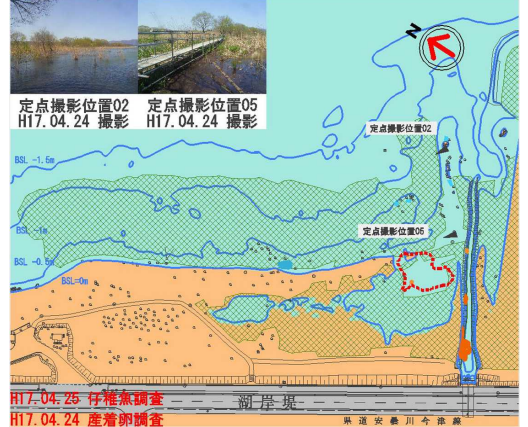 定点撮影位置02
H17.04.24 撮影
定点撮影位置05
H17.04.24 撮影
N
定点撮影位置02
BSL -1.5m
定点撮影位置05
BSL -1m
BSL -0.5m
BSL=0m
H17.04.25 仔稚魚調査
湖岸堤
H17.04.24 産着卵調査
県道安曇川今津線